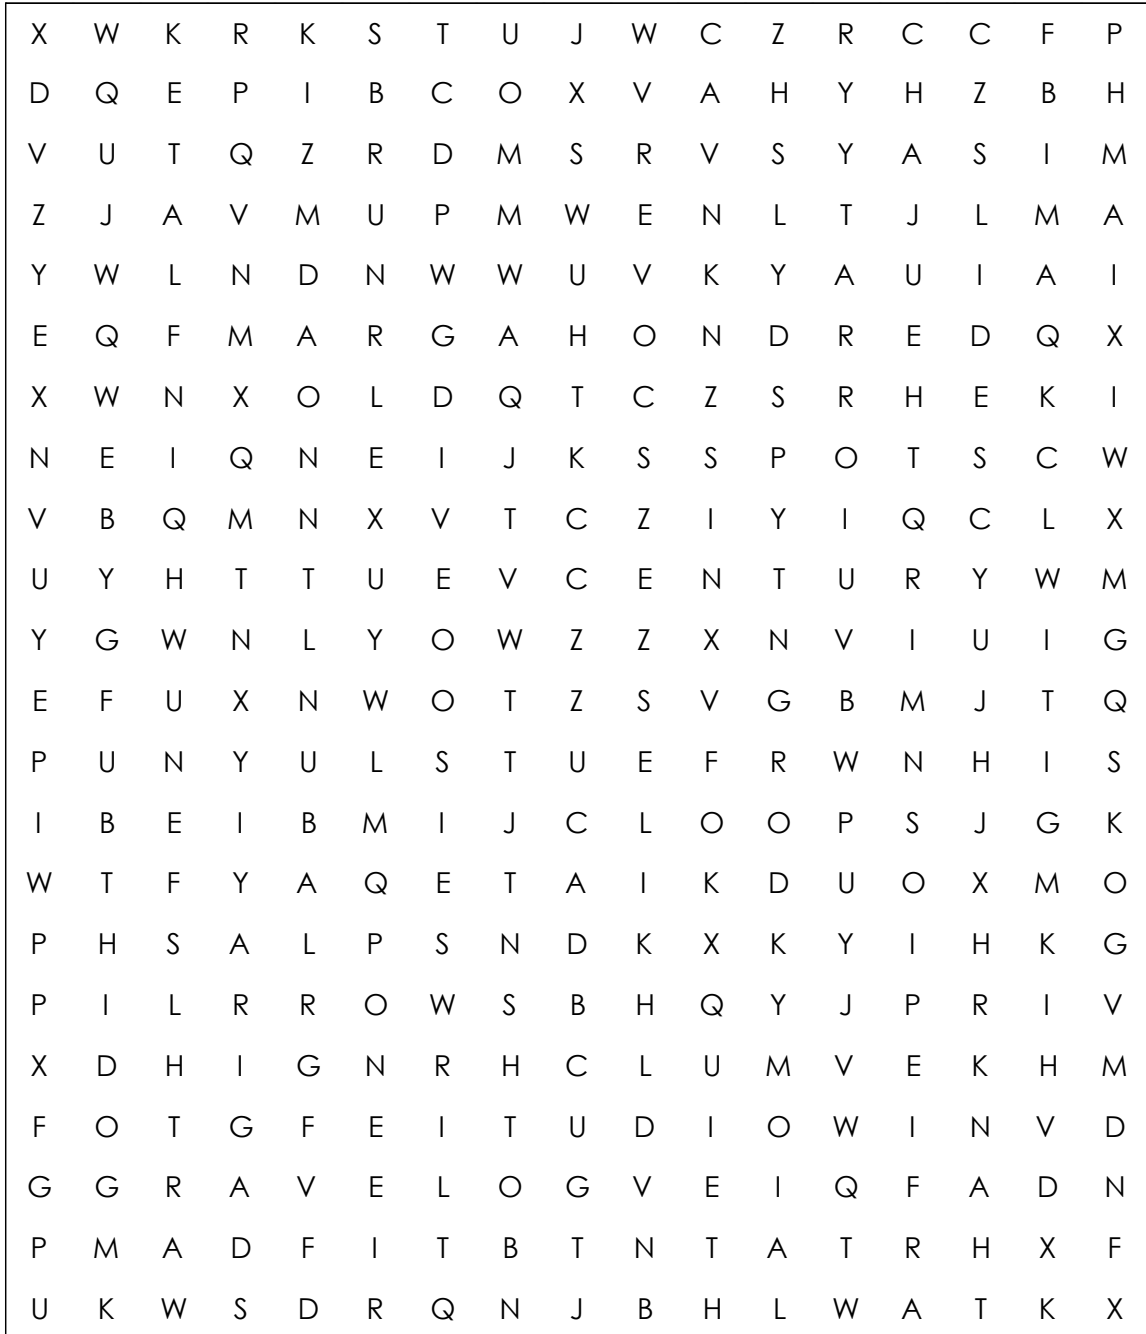 X W K R K S T U J W C Z R C C F P
D Q E P I B C O X V A H Y H Z B H
V U T Q Z R D M S R V S Y A S I M
Z J A V M U P M W E N L T J L M A
Y W L N D N W W U V K Y A U I A I
E Q F M A R G A H O N D R E D Q X
X W N X O L D Q T C Z S R H E K I
N E I Q N E I J K S S P O T S C W
V B Q M N X V T C Z I Y I Q C L X
U Y H T T U E V C E N T U R Y W M
Y G W N L Y O W Z Z X N V I U I G
E F U X N W O T Z S V G B M J T Q
P U N Y U L S T U E F R W N H I S
I B E I B M I J C L O O P S J G K
W T F Y A Q E T A I K D U O X M O
P H S A L P S N D K X K Y I H K G
P I L R R O W S B H Q Y J P R I V
X D H I G N R H C L U M V E K H M
F O T G F E I T U D I O W I N V D
G G R A V E L O G V E I Q F A D N
P M A D F I T B T N T A T R H X F
U K W S D R Q N J B H L W A T K X